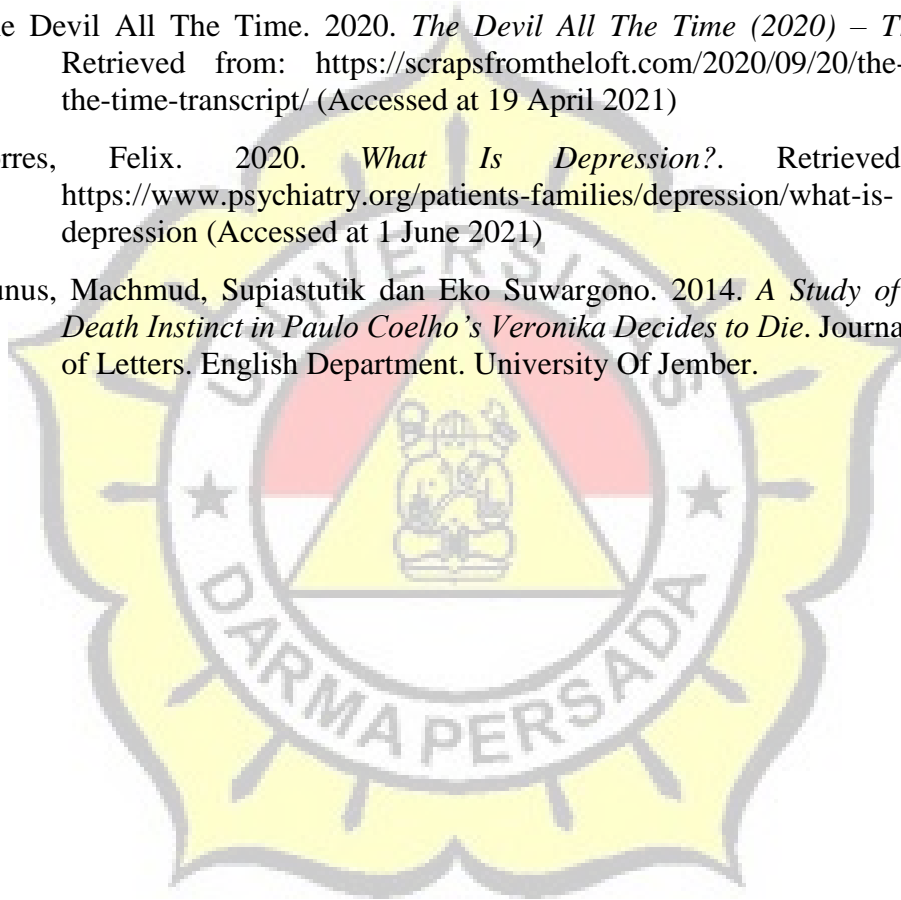 Devil All The Time. 2020. The Devil All The Time (2020) –
Retrieved from: https://scrapsfromtheloft.com/2020/09/20/the-
the-time-transcript/ (Accessed at 19 April 2021)
orres, Felix. 2020. What Is Depression?. Retrieved
https://www.psychiatry.org/patients-families/depression/what-is-
depression (Accessed at 1 June 2021)
unus, Machmud, Supiastutik dan Eko Suwargono. 2014. A Study of
Death Instinct in Paulo Coelho’s Veronika Decides to Die. Journa
of Letters. English Department. University Of Jember.
UNIVERSITAS
DARMA PERSADA